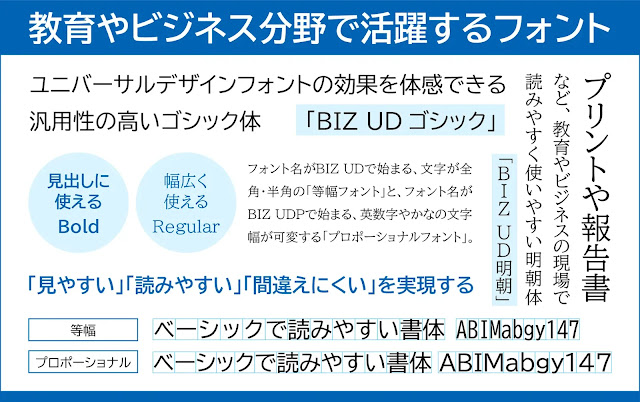 教育やビジネス分野で活躍するフォント
ユニバーサルデザインフォントの効果を体感できる
汎用性の高いゴシック体 「BIZ UDゴシック」
プリントや報告書
など、教育やビジネスの現場で
読みやすく使いやすい明朝体
「BIZ UD明朝」
見出しに
使える
Bold
幅広く
使える
Regular
フォント名がBIZ UDで始まる、文字が全
角・半角の「等幅フォント」と、フォント名が
BIZ UDPで始まる、英数字やかなの文字
幅が可変する「プロポーショナルフォント」。
「見やすい」「読みやすい」「間違えにくい」を実現する
等幅 ベーシックで読みやすい書体 ABIMabgy147
プロポーショナル ベーシックで読みやすい書体 ABIMabgy147